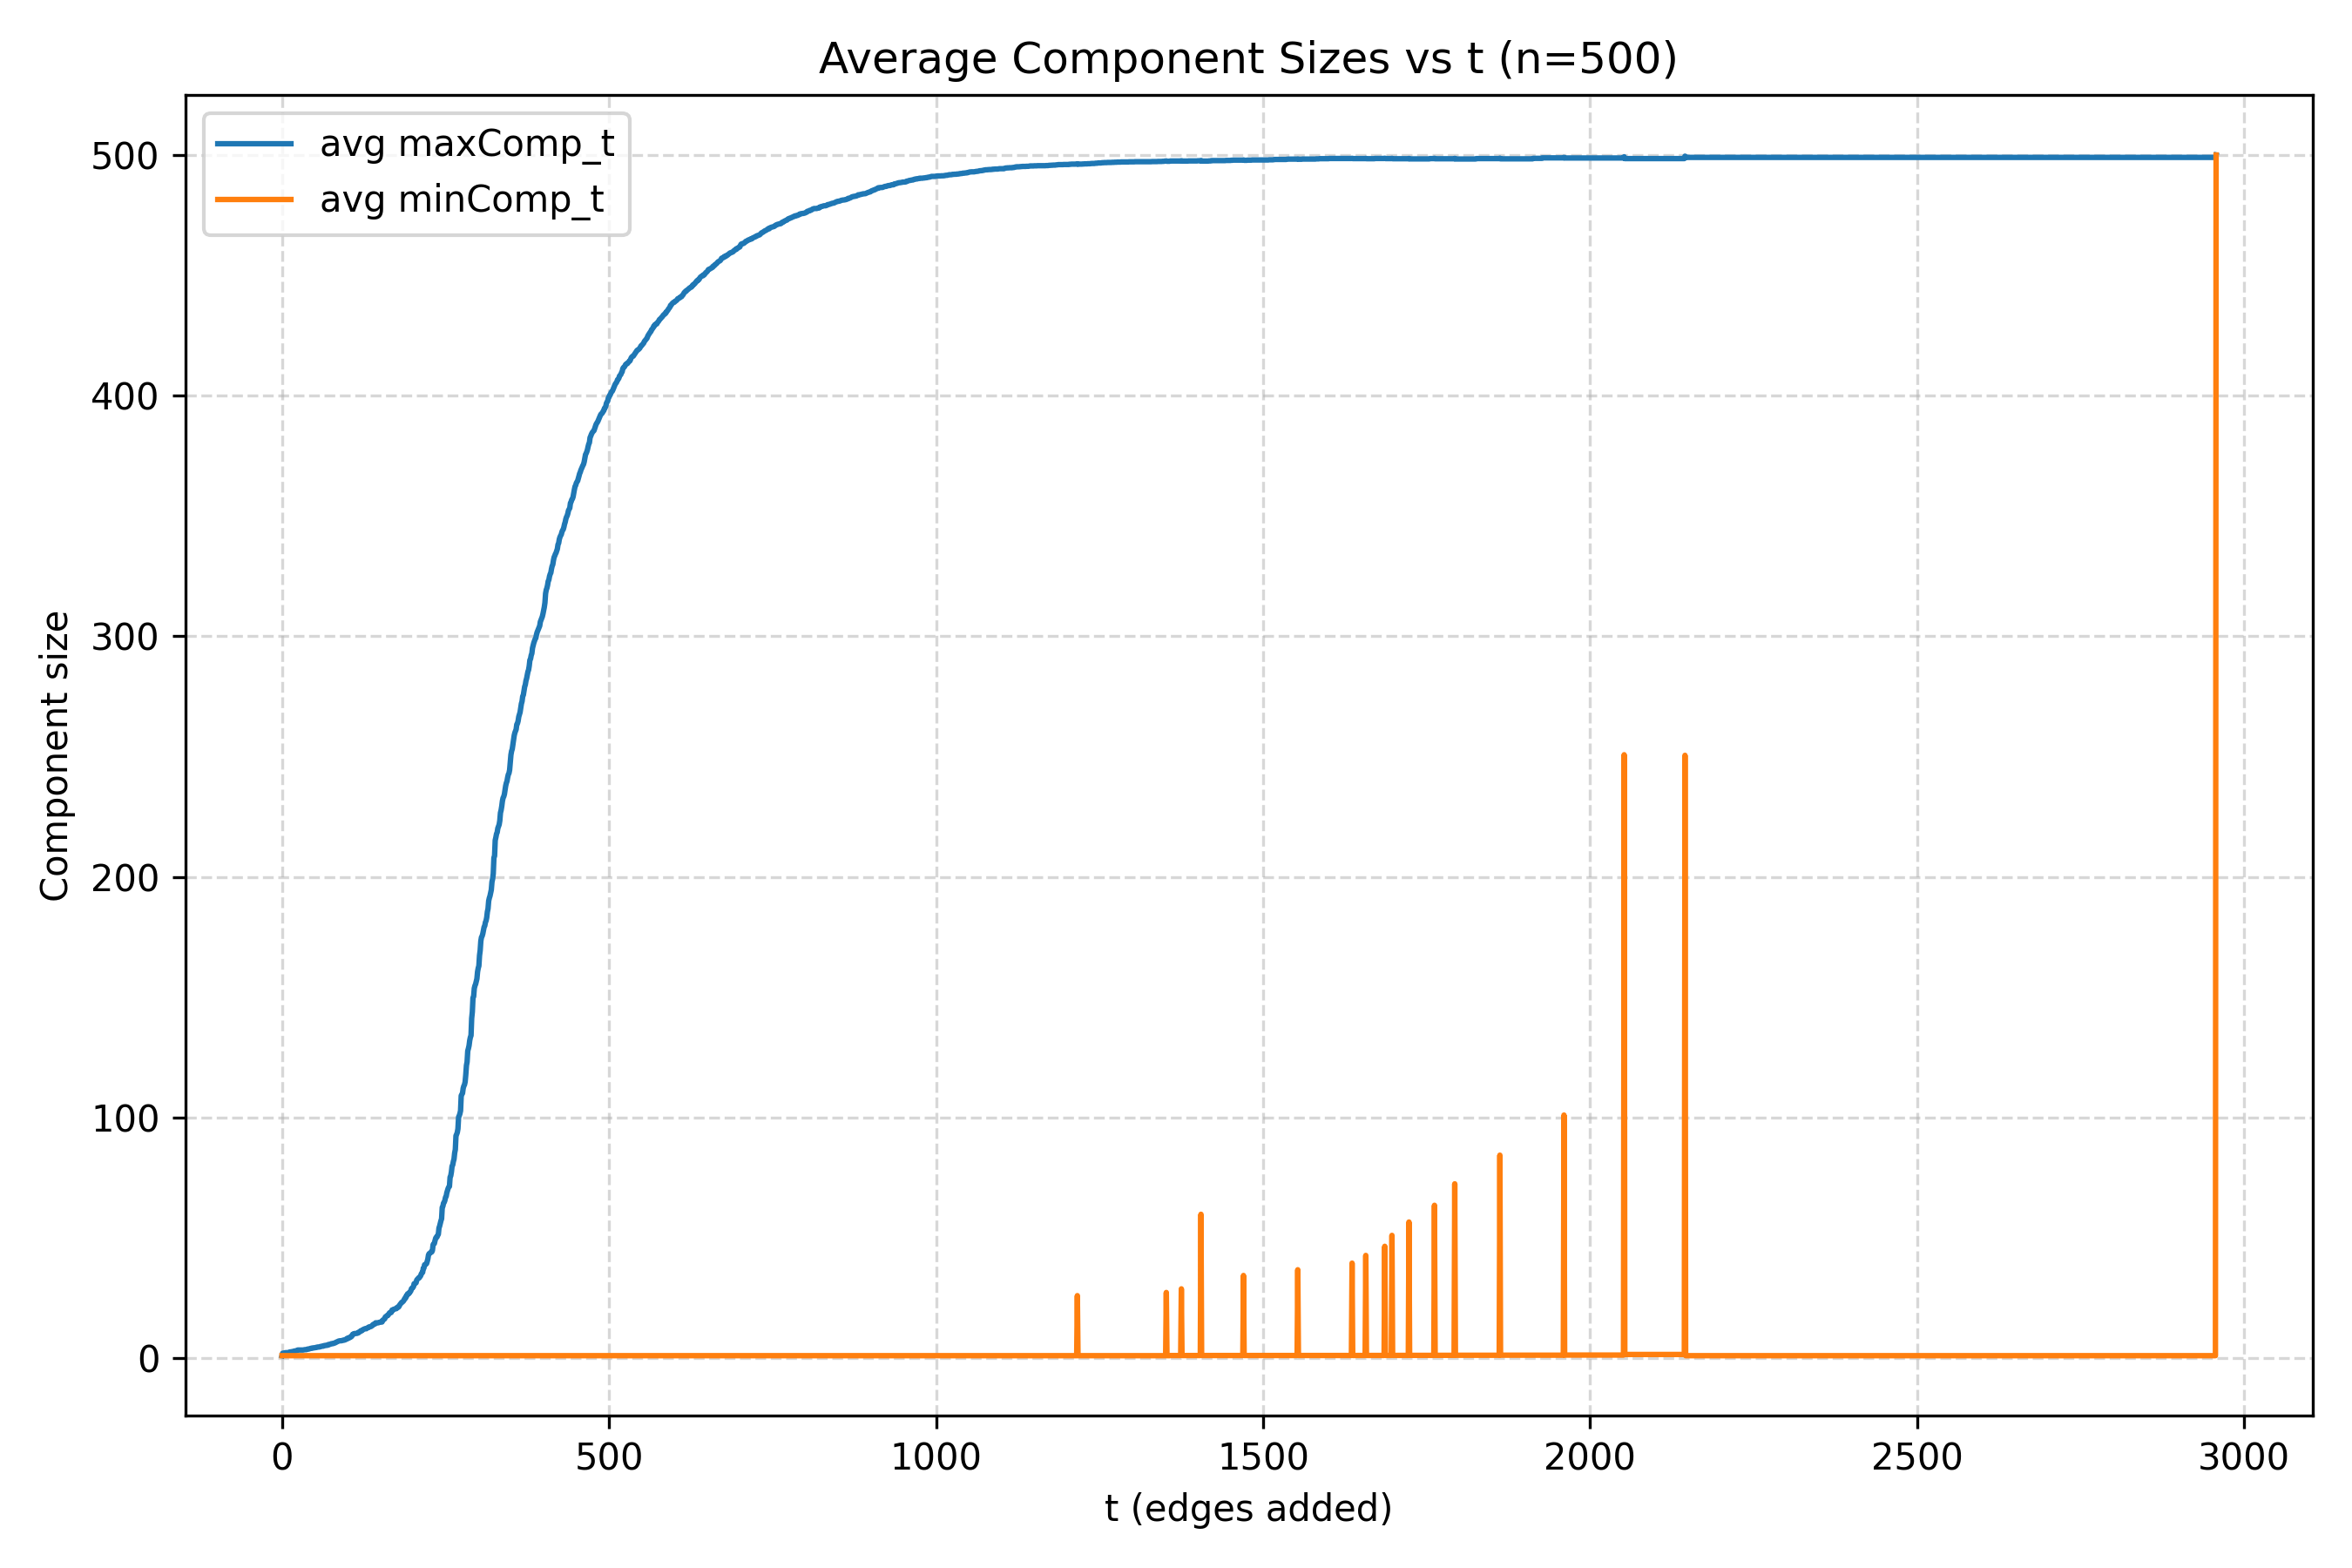 Average Component Sizes vs t (n=500)
avg maxComp_t
avg minComp_t
Component size
500
400
300
200
100
0
0 500 1000 1500 2000 2500 3000
t (edges added)